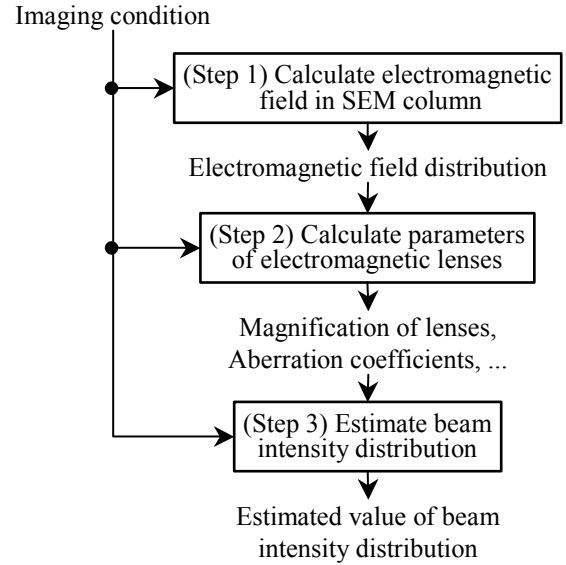 Imaging condition
(Step 1) Calculate electromagnetic
field in SEM column
Electromagnetic field distribution
(Step 2) Calculate parameters
of electromagnetic lenses
Magnification of lenses,
Aberration coefficients, ...
(Step 3) Estimate beam
intensity distribution
Estimated value of beam
intensity distribution